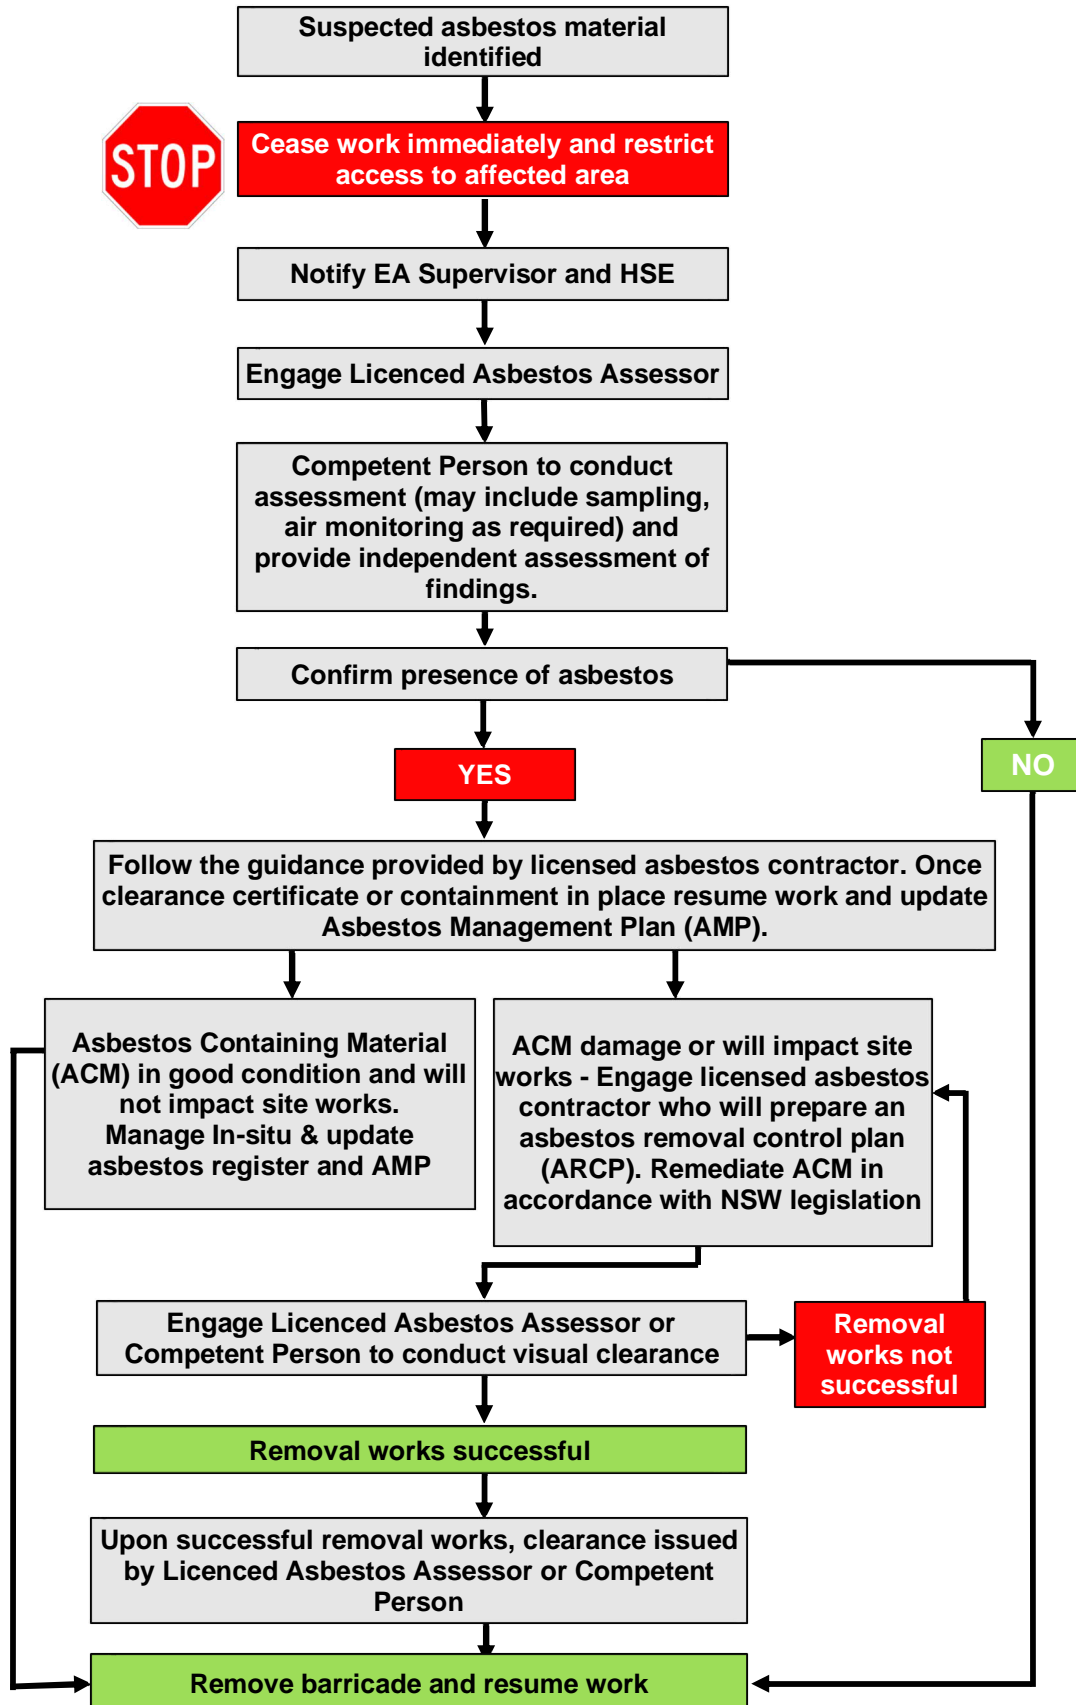 Suspected asbestos material
identified
STOP
Cease work immediately and restrict
access to affected area
Notify EA Supervisor and HSE
Engage Licenced Asbestos Assessor
Competent Person to conduct
assessment (may include sampling,
air monitoring as required) and
provide independent assessment of
findings.
Confirm presence of asbestos
YES
NO
Follow the guidance provided by licensed asbestos contractor. Once
clearance certificate or containment in place resume work and update
Asbestos Management Plan (AMP).
Asbestos Containing Material
(ACM) in good condition and will
not impact site works.
Manage In-situ & update
asbestos register and AMP
ACM damage or will impact site
works - Engage licensed asbestos
contractor who will prepare an
asbestos removal control plan
(ARCP). Remediate ACM in
accordance with NSW legislation
Engage Licenced Asbestos Assessor or
Competent Person to conduct visual clearance
Removal
works not
successful
Removal works successful
Upon successful removal works, clearance issued
by Licenced Asbestos Assessor or Competent
Person
Remove barricade and resume work